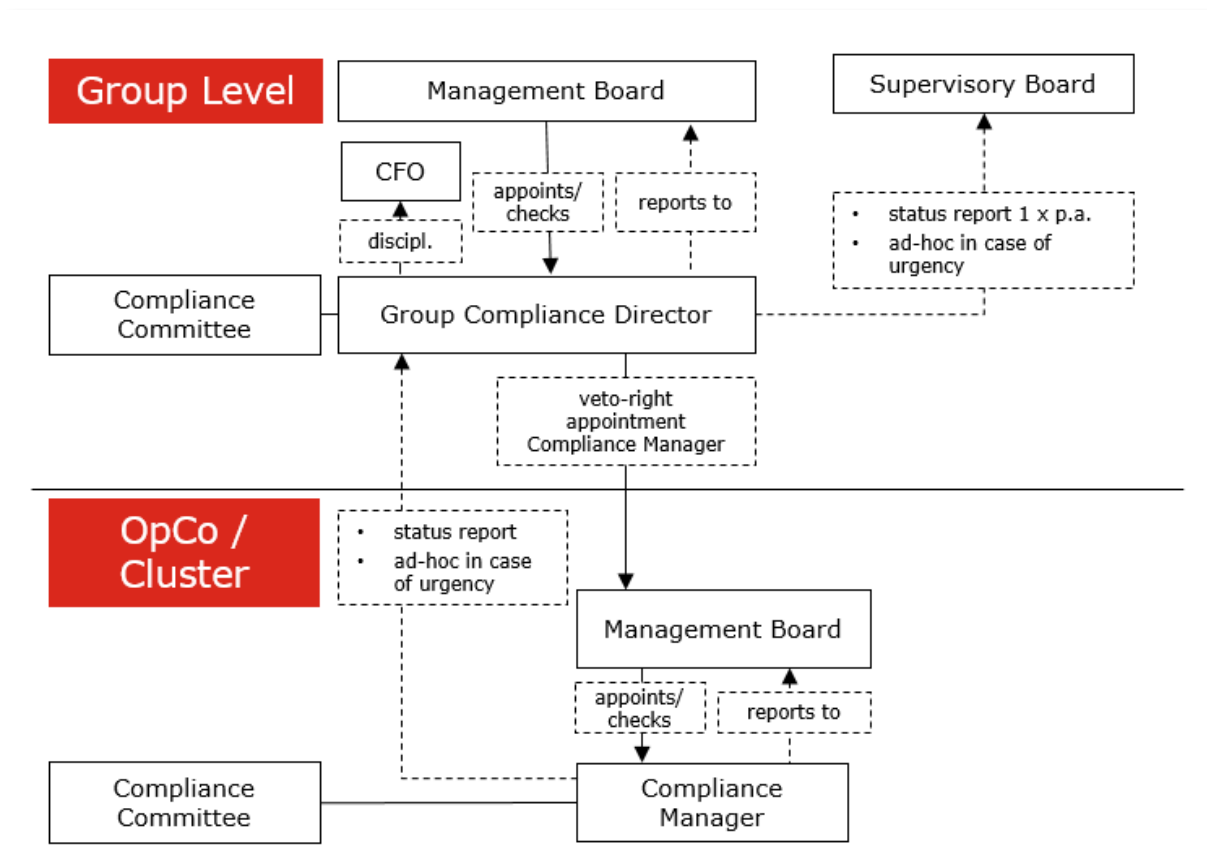 Group Level
Management Board
Supervisory Board
CFO
appoints/
checks
reports to
discipl.
• status report 1 x p.a.
• ad-hoc in case of
urgency
Compliance
Committee
Group Compliance Director
veto-right
appointment
Compliance Manager
OpCo /
Cluster
• status report
• ad-hoc in case
of urgency
Management Board
appoints/
checks
reports to
Compliance
Committee
Compliance
Manager